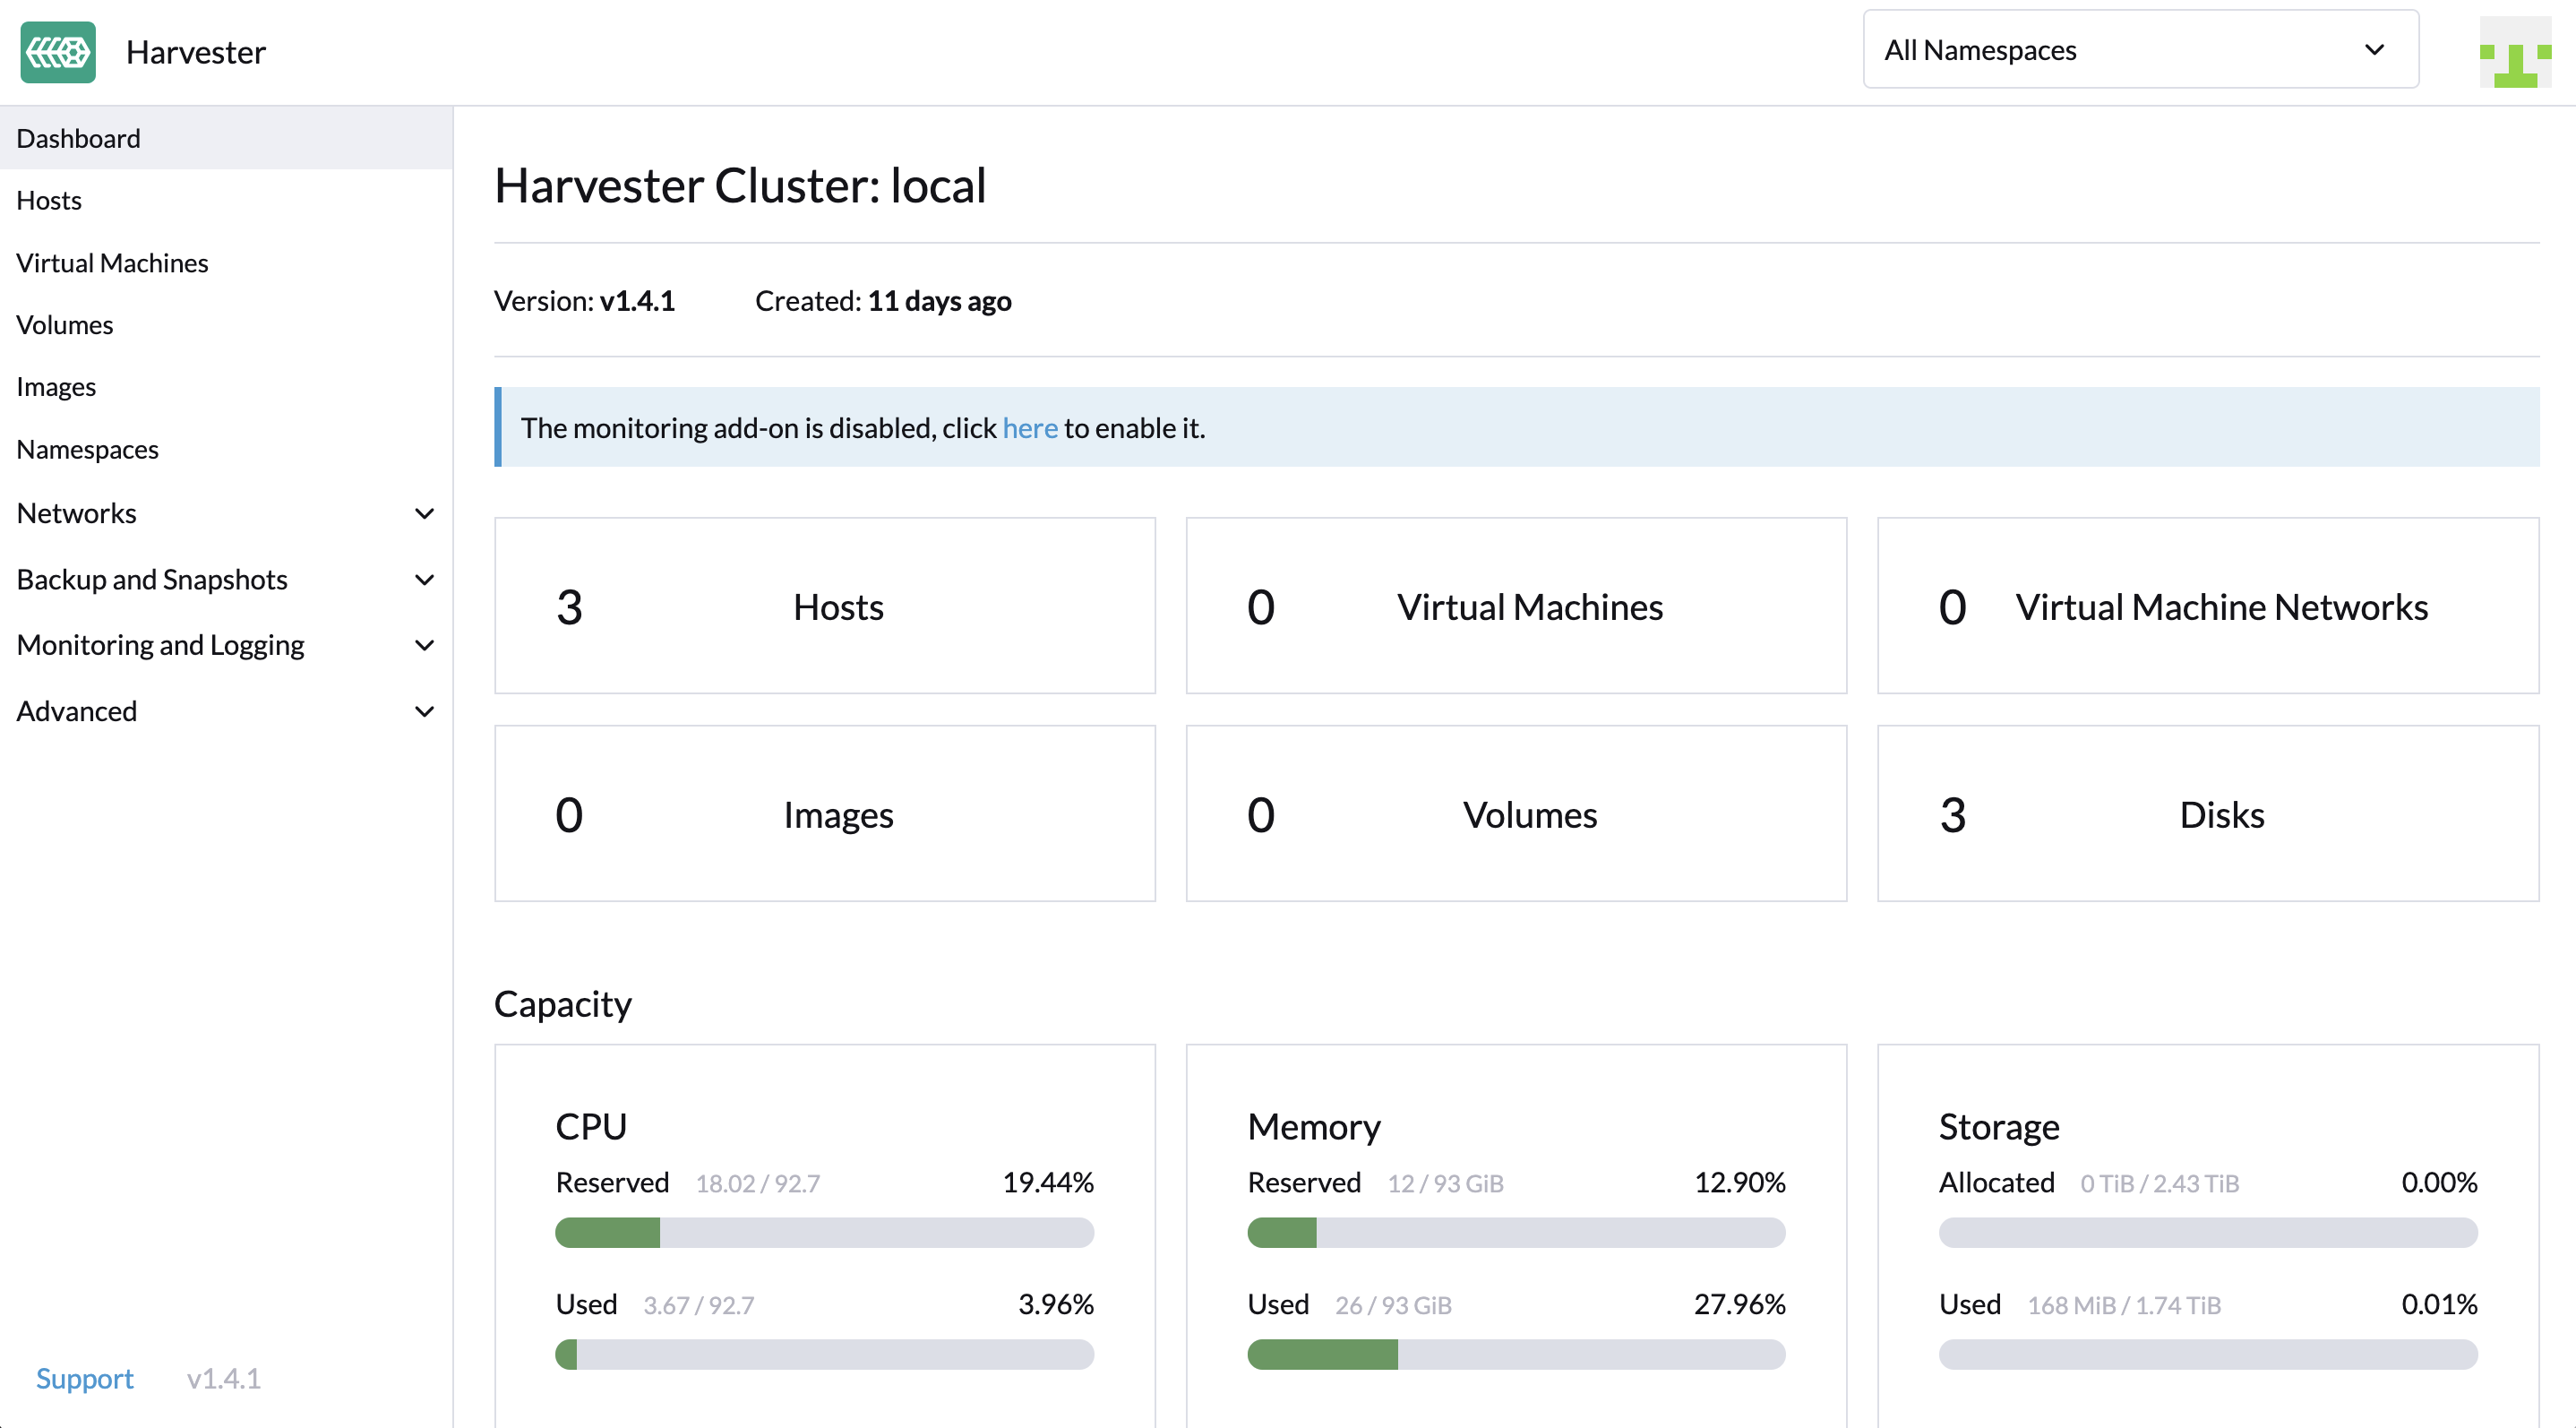 Harvester
All Namespaces
Dashboard
Hosts
Virtual Machines
Volumes
Images
Namespaces
Networks
Backup and Snapshots
Monitoring and Logging
Advanced
Support v1.4.1
Harvester Cluster: local
Version: v1.4.1 Created: 11 days ago
The monitoring add-on is disabled, click here to enable it.
3 Hosts
0 Virtual Machines
0 Virtual Machine Networks
0 Images
0 Volumes
3 Disks
Capacity
CPU
Reserved 18.02 / 92.7 19.44%
Used 3.67 / 92.7 3.96%
Memory
Reserved 12 / 93 GiB 12.90%
Used 26 / 93 GiB 27.96%
Storage
Allocated 0 TiB / 2.43 TiB 0.00%
Used 168 MiB / 1.74 TiB 0.01%